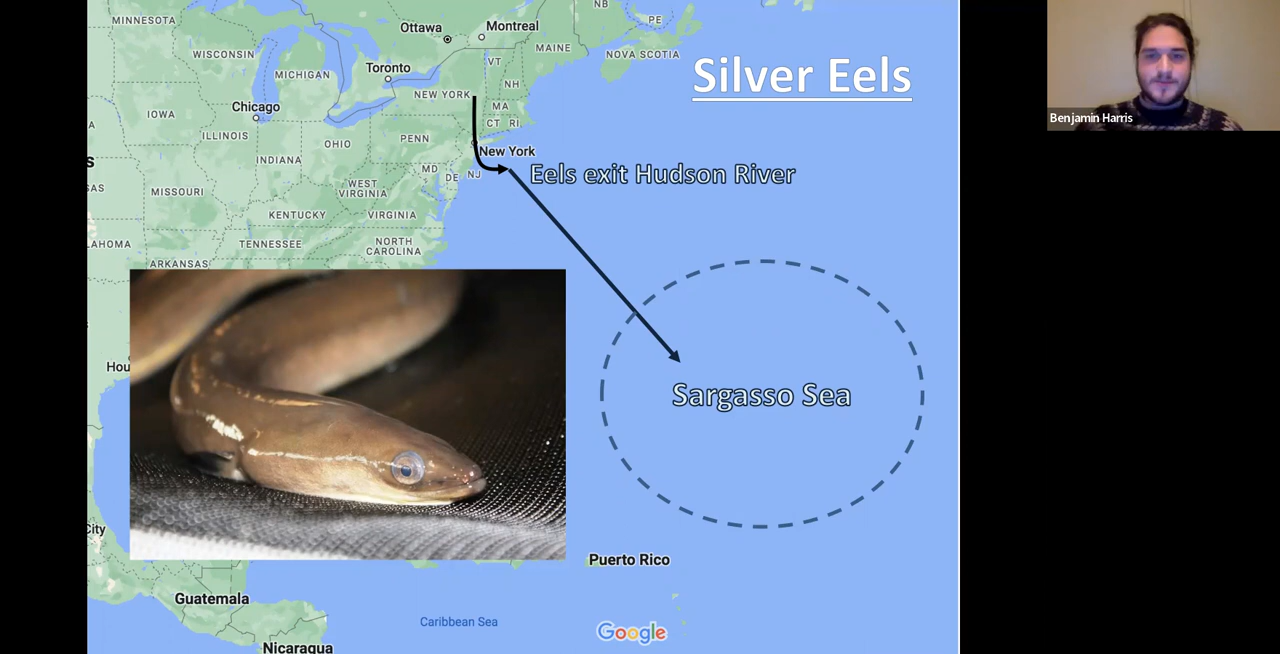 MINNESOTA
Ottawa
Montreal
NB
PE
WISCONSIN
MICHIGAN
Toronto
VT
MAINE
NOVA SCOTIA
NH
Silver Eels
Chicago
NEW YORK
MA
IOWA
CT RI
ILLINOIS
OHIO
PENN
INDIANA
New York
MD
DE
NJ
Eels exit Hudson River
MISSOURI
WEST
VIRGINIA
KENTUCKY
VIRGINIA
LAHOMA
TENNESSEE
NORTH
CAROLINA
ARKANSAS
Hou
Sargasso Sea
City
Puerto Rico
Guatemala
Caribbean Sea
Google
Nicaragua
Benjamin Harris